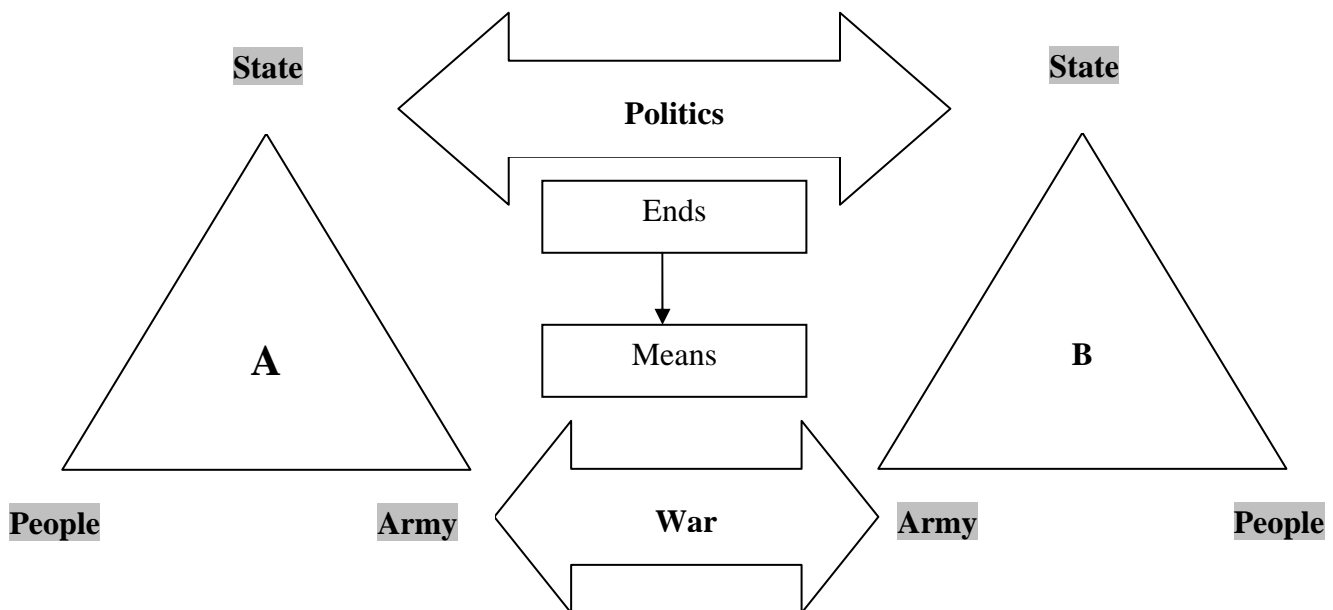 State
State
Politics
Ends
Means
A
B
People
Army
War
Army
People